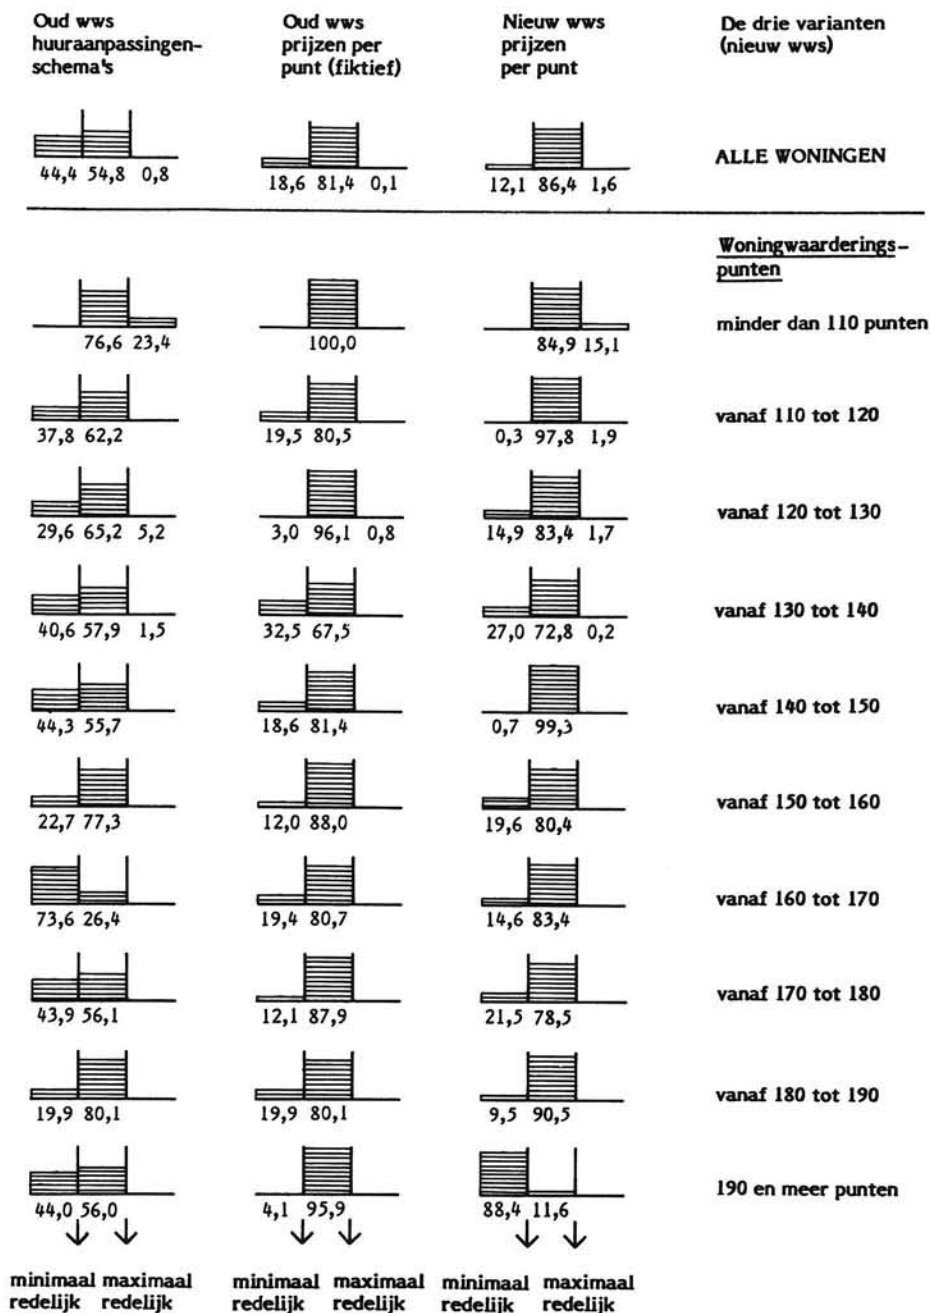 Oud wws
huuraanpassingen-
schema's
Oud wws
prijzen per
punt (fiktief)
Nieuw wws
prijzen
per punt
De drie varianten
(nieuw wws)
44,4 54,8 0,8
18,6 81,4 0,1
12,1 86,4 1,6
ALLE WONINGEN
Woningwaarderings-
punten
76,6 23,4
100,0
84,9 15,1
minder dan 110 punten
37,8 62,2
19,5 80,5
0,3 97,8 1,9
vanaf 110 tot 120
29,6 65,2 5,2
3,0 96,1 0,8
14,9 83,4 1,7
vanaf 120 tot 130
40,6 57,9 1,5
32,5 67,5
27,0 72,8 0,2
vanaf 130 tot 140
44,3 55,7
18,6 81,4
0,7 99,3
vanaf 140 tot 150
22,7 77,3
12,0 88,0
19,6 80,4
vanaf 150 tot 160
73,6 26,4
19,4 80,7
14,6 83,4
vanaf 160 tot 170
43,9 56,1
12,1 87,9
21,5 78,5
vanaf 170 tot 180
19,9 80,1
19,9 80,1
9,5 90,5
vanaf 180 tot 190
44,0 56,0
4,1 95,9
88,4 11,6
190 en meer punten
minimaal maximaal
redelijk redelijk
minimaal maximaal
redelijk redelijk
minimaal maximaal
redelijk redelijk